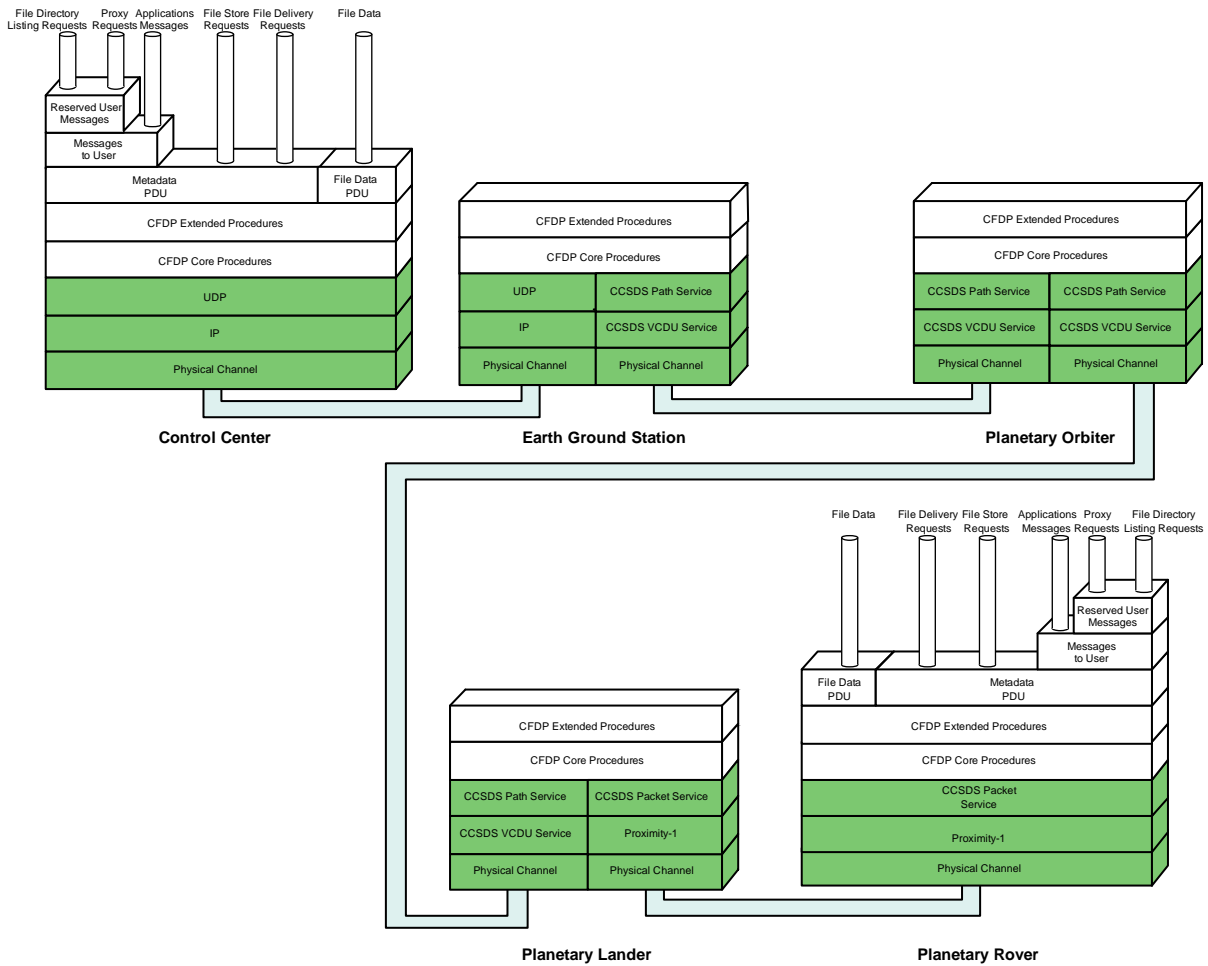 File Directory
Listing Requests
Proxy
Requests
Applications
Messages
File Store
Requests
File Delivery
Requests
File Data
Reserved User
Messages
Messages
to User
Metadata
PDU
File Data
PDU
CFDP Extended Procedures
CFDP Core Procedures
UDP
IP
Physical Channel
Control Center
CFDP Extended Procedures
CFDP Core Procedures
UDP
CCSDS Path Service
IP
CCSDS VCDU Service
Physical Channel
Physical Channel
Earth Ground Station
CFDP Extended Procedures
CFDP Core Procedures
CCSDS Path Service
CCSDS Path Service
CCSDS VCDU Service
CCSDS VCDU Service
Physical Channel
Physical Channel
Planetary Orbiter
CFDP Extended Procedures
CFDP Core Procedures
CCSDS Path Service
CCSDS Packet Service
CCSDS VCDU Service
Proximity-1
Physical Channel
Physical Channel
Planetary Lander
File Data
File Delivery
Requests
File Store
Requests
Applications
Messages
Proxy
Requests
File Directory
Listing Requests
Reserved User
Messages
Messages
to User
File Data
PDU
Metadata
PDU
CFDP Extended Procedures
CFDP Core Procedures
CCSDS Packet
Service
Proximity-1
Physical Channel
Planetary Rover